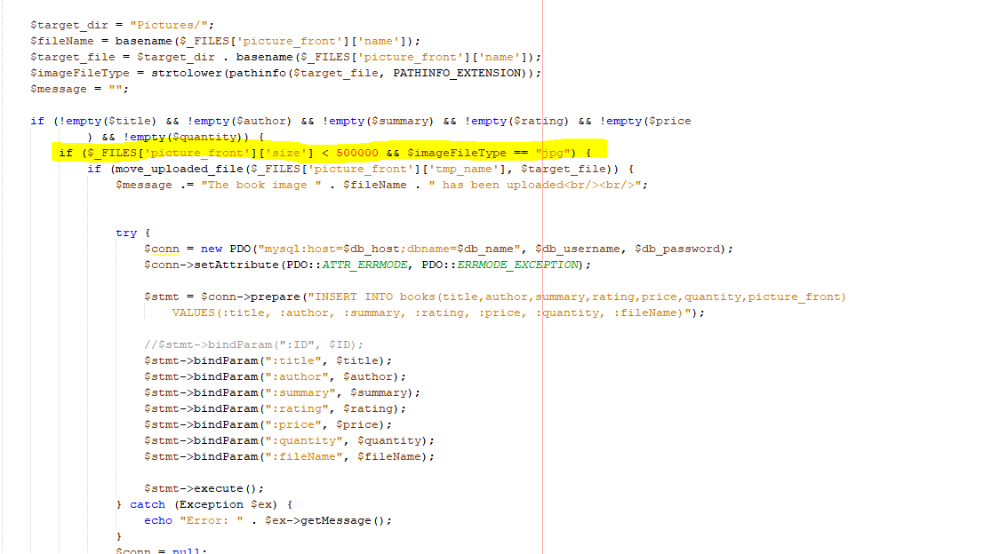 $target_dir = "Pictures/";
$fileName = basename($_FILES['picture_front']['name']);
$target_file = $target_dir . basename($_FILES['picture_front']['name']);
$imageFileType = strtolower(pathinfo($target_file, PATHINFO_EXTENSION));
$message = "";
if (!empty($title) && !empty($author) && !empty($summary) && !empty($rating) && !empty($price
) && !empty($quantity)) {
if ($_FILES['picture_front']['size'] < 500000 && $imageFileType == "jpg") {
if (move_uploaded_file($_FILES['picture_front']['tmp_name'], $target_file)) {
$message .= "The book image " . $fileName . " has been uploaded<br/><br/>";
try {
$conn = new PDO("mysql:host=$db_host;dbname=$db_name", $db_username, $db_password);
$conn->setAttribute(PDO::ATTR_ERRMODE, PDO::ERRMODE_EXCEPTION);
$stmt = $conn->prepare("INSERT INTO books(title,author,summary,rating,price,quantity,picture_front)
VALUES(:title, :author, :summary, :rating, :price, :quantity, :fileName)");
//$stmt->bindParam(":ID", $ID);
$stmt->bindParam(":title", $title);
$stmt->bindParam(":author", $author);
$stmt->bindParam(":summary", $summary);
$stmt->bindParam(":rating", $rating);
$stmt->bindParam(":price", $price);
$stmt->bindParam(":quantity", $quantity);
$stmt->bindParam(":fileName", $fileName);
$stmt->execute();
} catch (Exception $ex) {
echo "Error: " . $ex->getMessage();
}
$conn = null;